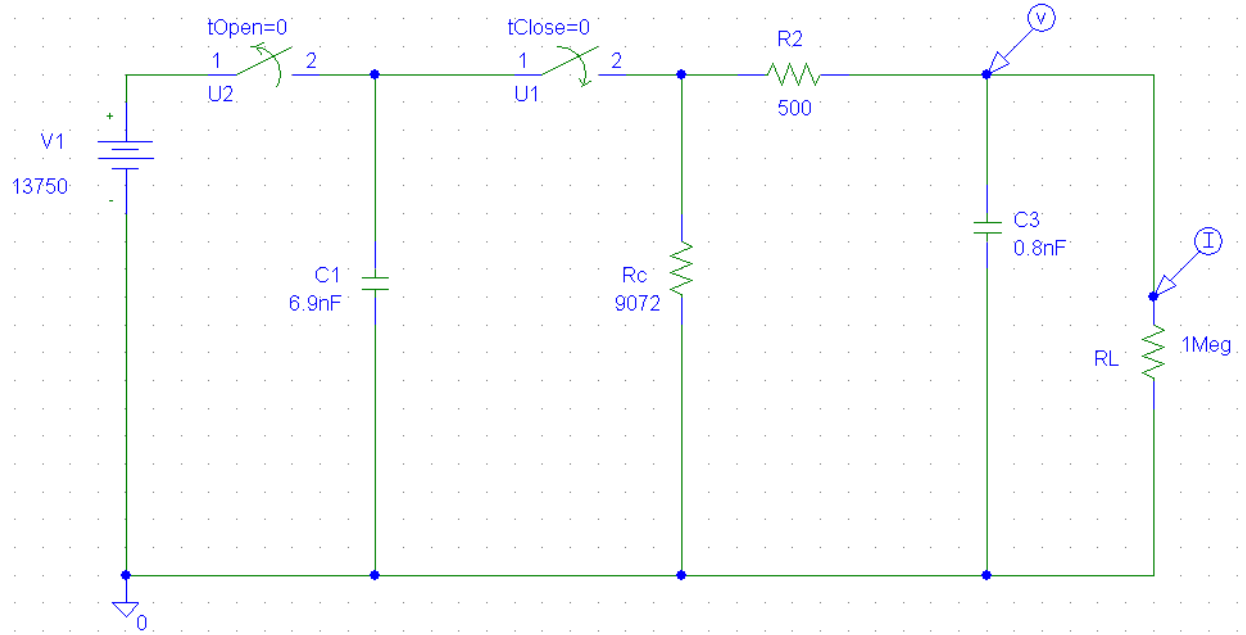 tOpen=0
1
2
U2
tClose=0
1
2
U1
R2
500
V
+
V1
13750
-
C1
6.9nF
Rc
9072
C3
0.8nF
I
RL
1Meg
0